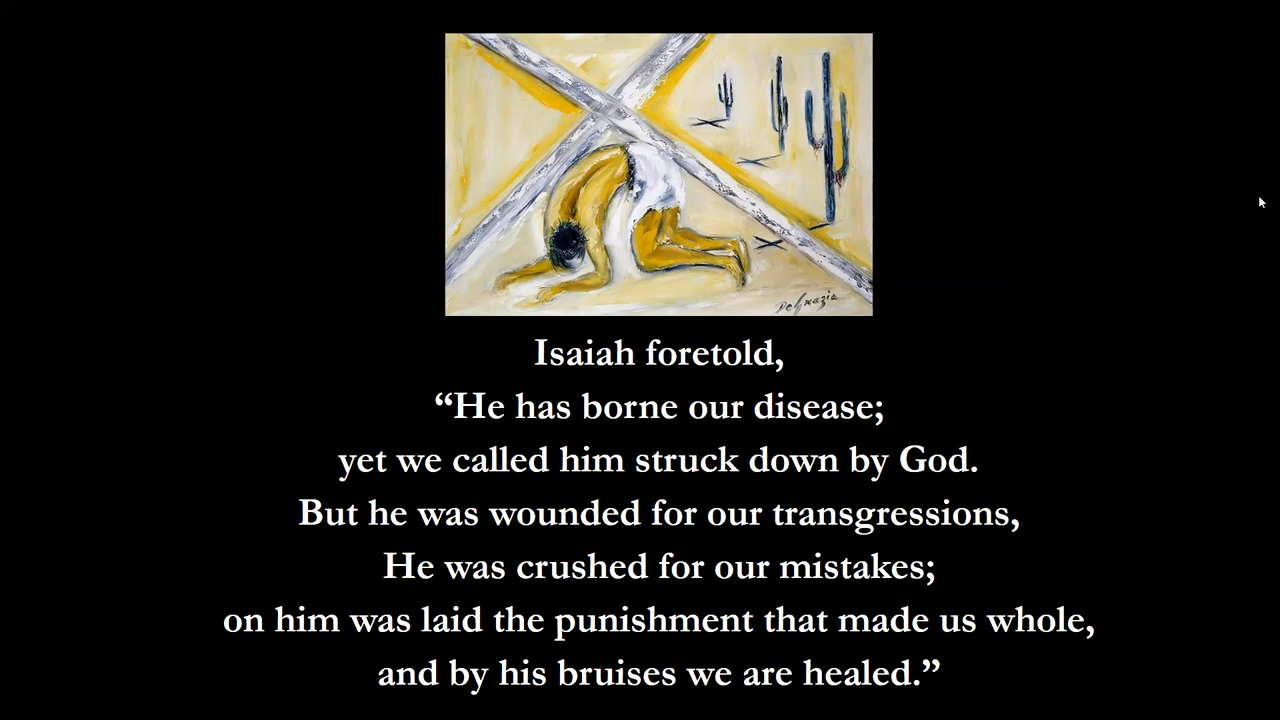 DeGrazia
Isaiah foretold,
“He has borne our disease;
yet we called him struck down by God.
But he was wounded for our transgressions,
He was crushed for our mistakes;
on him was laid the punishment that made us whole,
and by his bruises we are healed.”